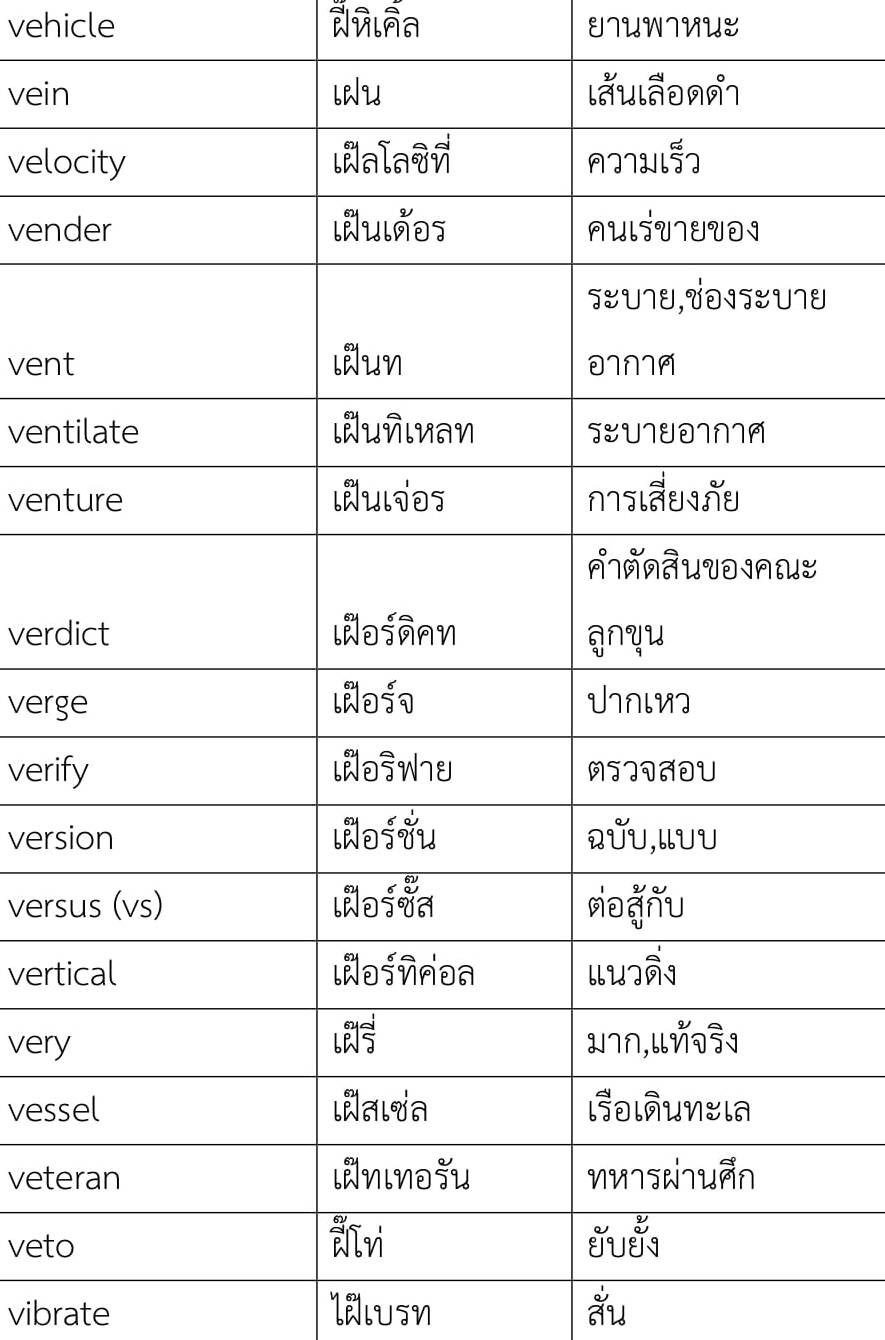 vehicle ฝี๊หิเคิ้ล ยานพาหนะ
vein เฝน เส้นเลือดดำ
velocity เฝ๊ลโลซิที่ ความเร็ว
vender เฝ๊นเด้อร คนเร่ขายของ
ระบาย,ช่องระบาย
vent เฝ๊นท อากาศ
ventilate เฝ๊นทิเหลท ระบายอากาศ
venture เฝ๊นเจ่อร การเสี่ยงภัย
คำตัดสินของคณะ
verdict เฝ๊อร์ดิคท ลูกขุน
verge เฝ๊อร์จ ปากเหว
verify เฝ๊อริฟาย ตรวจสอบ
version เฝ๊อร์ชั่น ฉบับ,แบบ
versus (vs) เฝ๊อร์ซั๊ส ต่อสู้กับ
vertical เฝ๊อร์ทิค่อล แนวดิ่ง
very เฝ๊รี่ มาก,แท้จริง
vessel เฝ๊สเซ่ล เรือเดินทะเล
veteran เฝ๊ทเทอรัน ทหารผ่านศึก
veto ฝี๊โท่ ยับยั้ง
vibrate ไฝ๊เบรท สั่น